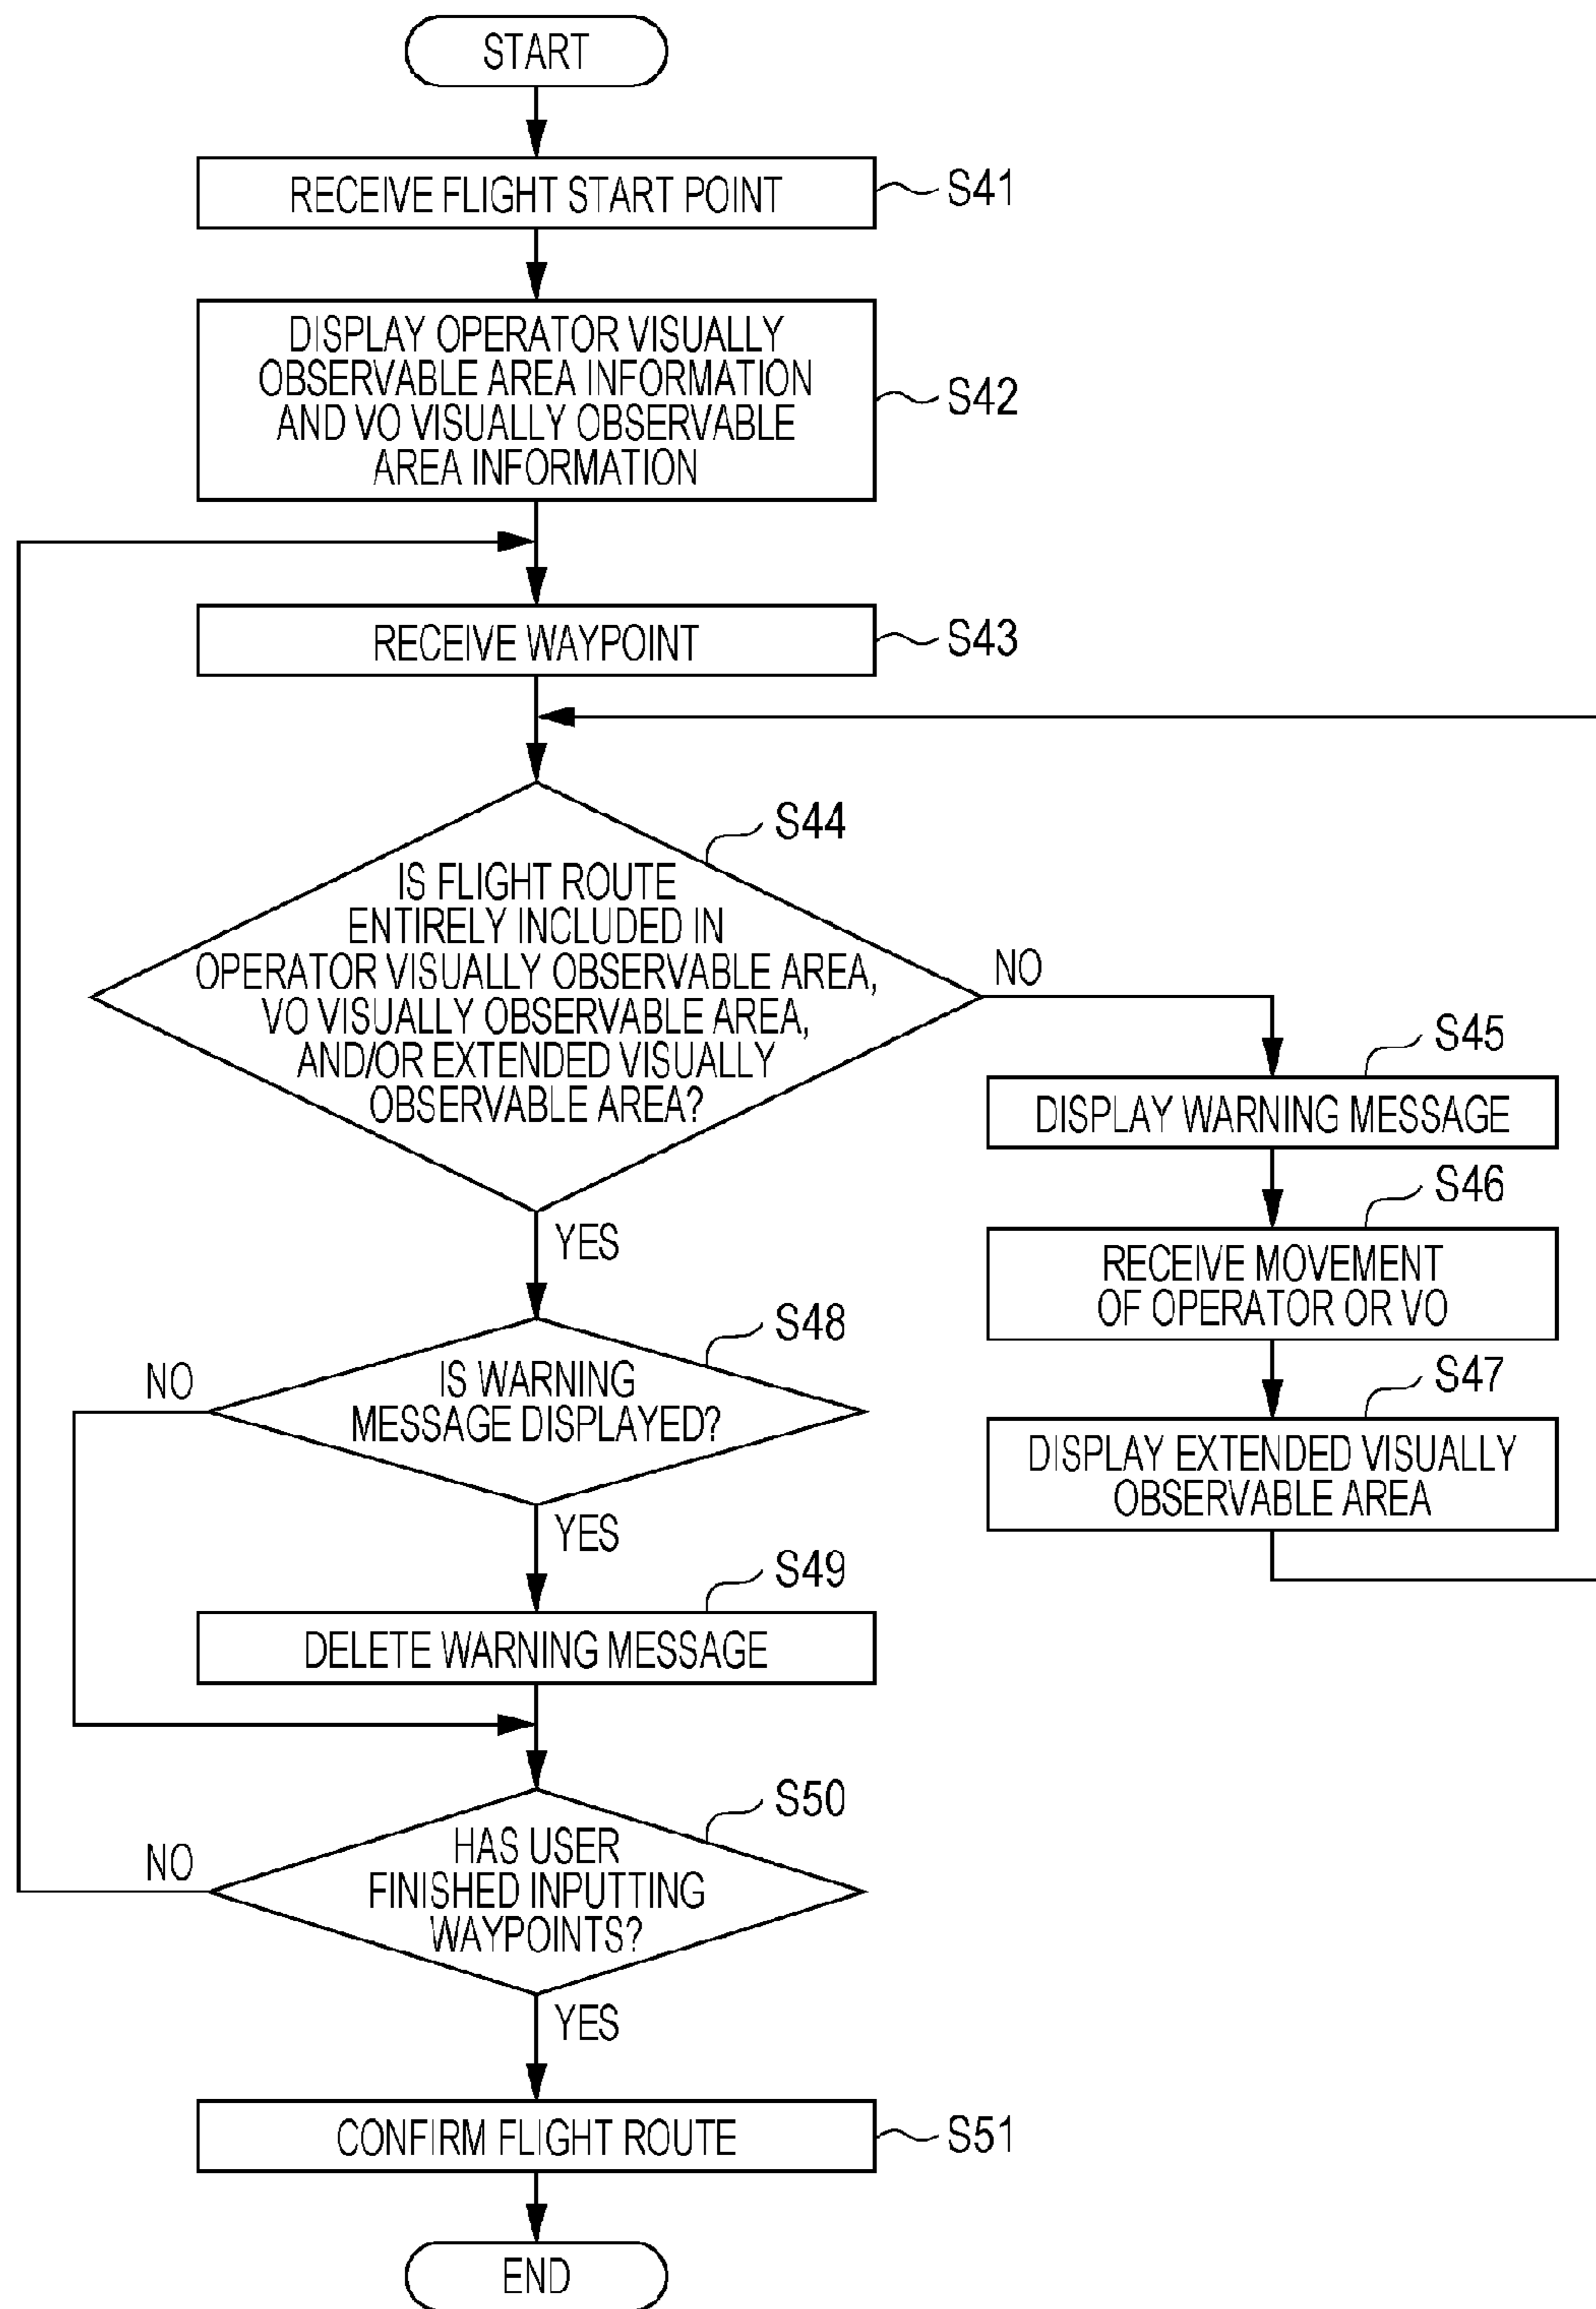 START
RECEIVE FLIGHT START POINT
S41
DISPLAY OPERATOR VISUALLY
OBSERVABLE AREA INFORMATION
AND VO VISUALLY OBSERVABLE
AREA INFORMATION
S42
RECEIVE WAYPOINT
S43
S44
IS FLIGHT ROUTE
ENTIRELY INCLUDED IN
OPERATOR VISUALLY OBSERVABLE AREA,
VO VISUALLY OBSERVABLE AREA,
AND/OR EXTENDED VISUALLY
OBSERVABLE AREA?
NO
YES
S45
DISPLAY WARNING MESSAGE
S46
RECEIVE MOVEMENT
OF OPERATOR OR VO
S47
DISPLAY EXTENDED VISUALLY
OBSERVABLE AREA
S48
IS WARNING
MESSAGE DISPLAYED?
NO
YES
S49
DELETE WARNING MESSAGE
S50
HAS USER
FINISHED INPUTTING
WAYPOINTS?
NO
YES
CONFIRM FLIGHT ROUTE
S51
END